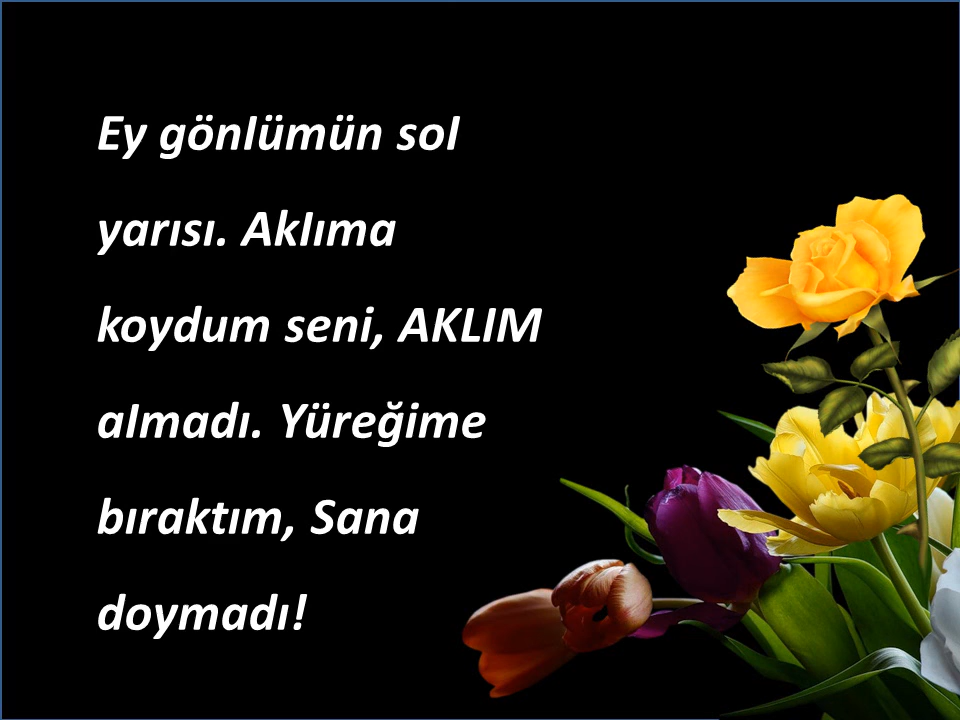 Ey gönlümün sol
yarısı. Aklıma
koydum seni, AKLIM
almadı. Yüreğime
bıraktım, Sana
doymadı!